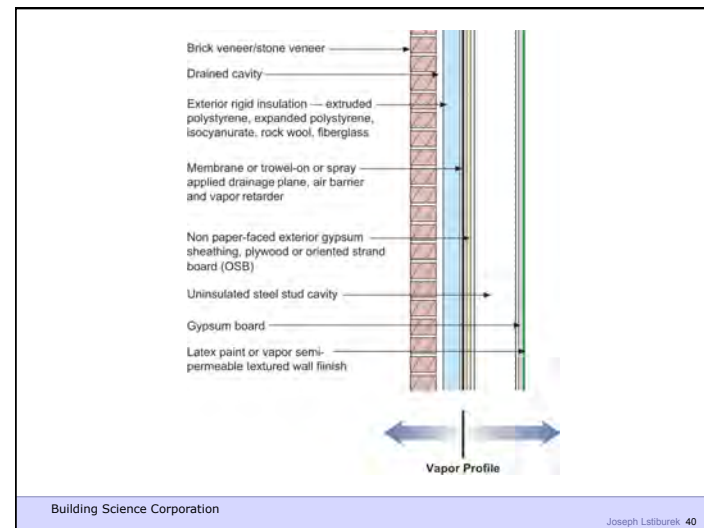 Brick veneer/stone veneer
Drained cavity
Exterior rigid insulation — extruded
polystyrene, expanded polystyrene,
isocyanurate, rock wool, fiberglass
Membrane or trowel-on or spray
applied drainage plane, air barrier
and vapor retarder
Non paper-faced exterior gypsum
sheathing, plywood or oriented strand
board (OSB)
Uninsulated steel stud cavity
Gypsum board
Latex paint or vapor semi-
permeable textured wall fiinish
Vapor Profile
Building Science Corporation
Joseph Lstiburek 40